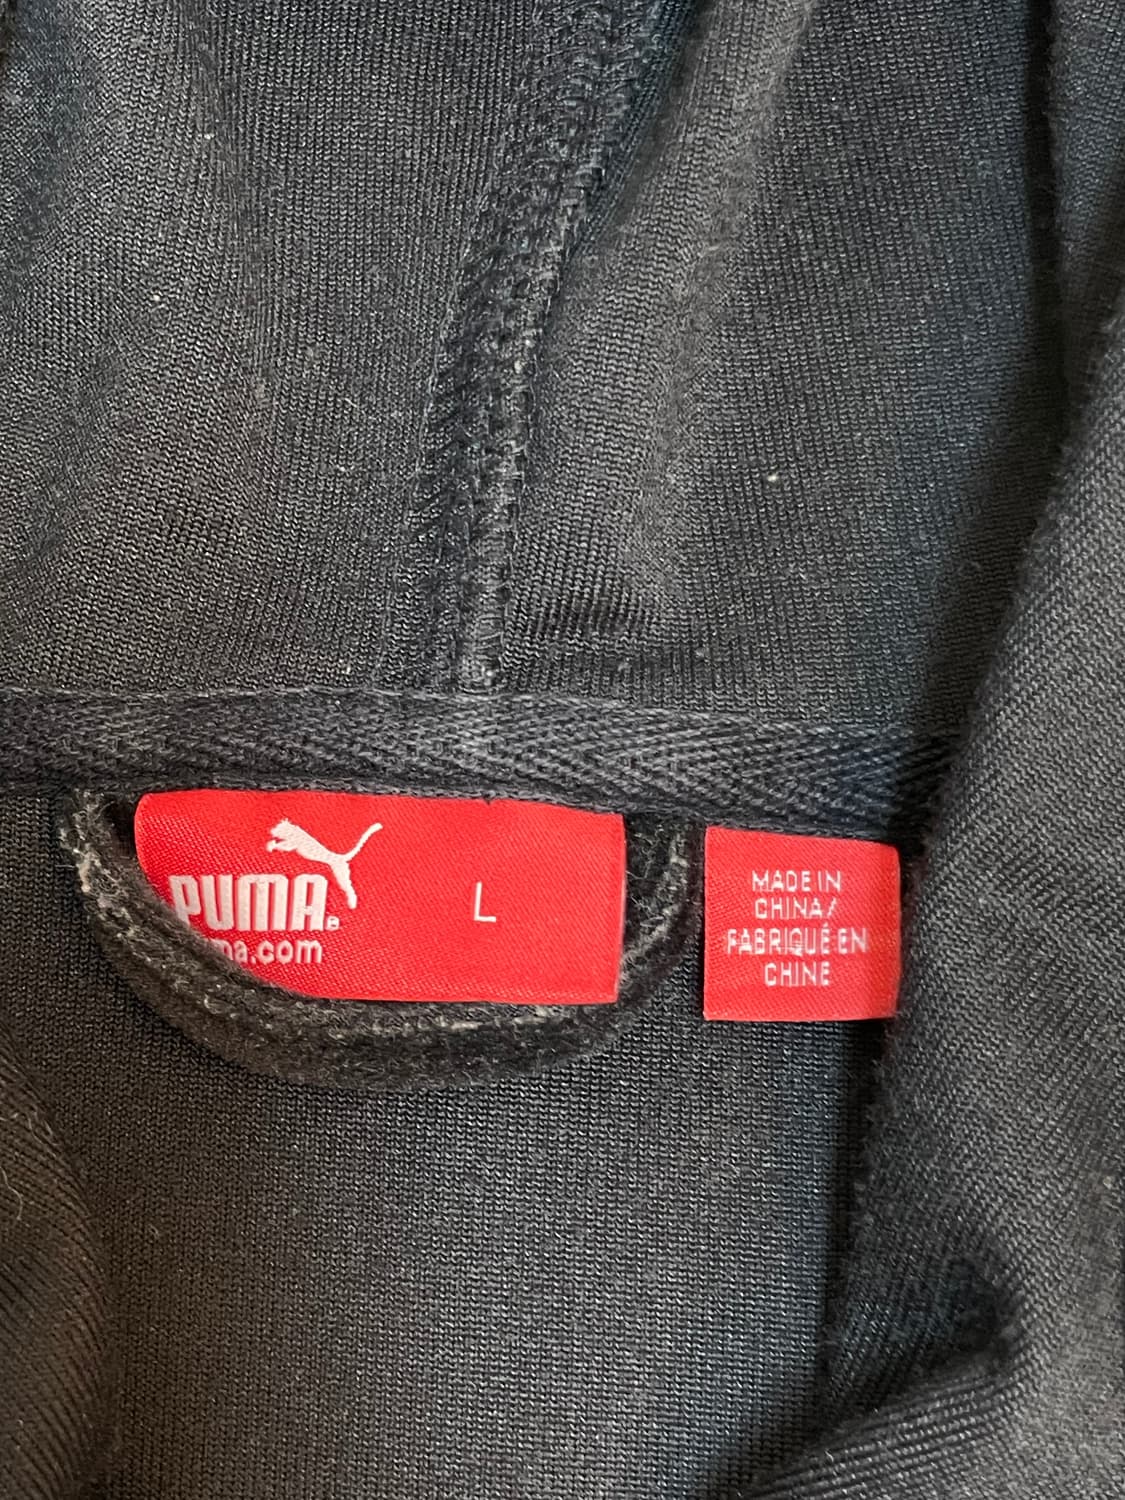 PUMA®
ma.com
L
MADE IN
CHINA/
FABRIQUÉ EN
CHINE